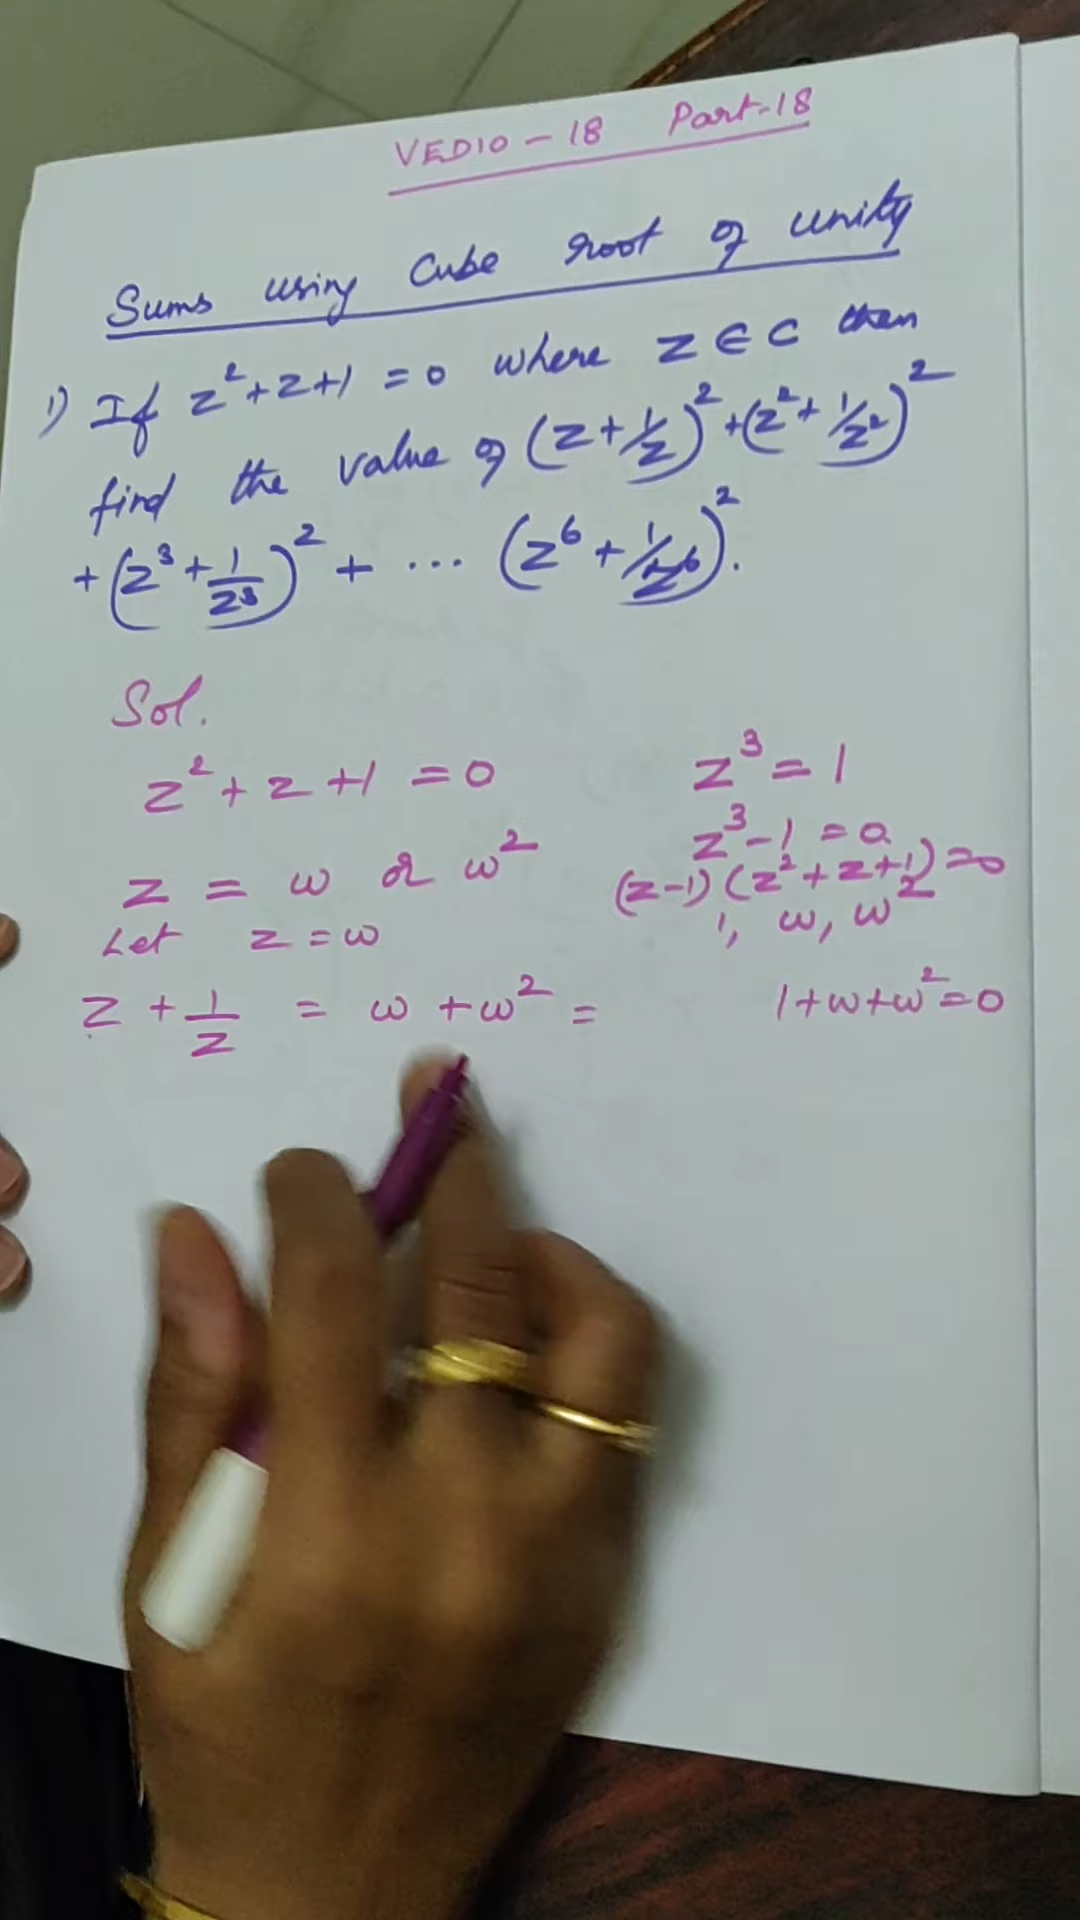 VEDIO - 18 Part-18
Sums using Cube root of unity
1) If z² + z + 1 = 0 where z ∈ C then
find the value of (z + 1/z)² + (z² + 1/z²)²
+ (z³ + 1/z³)² + ... (z⁶ + 1/z⁶)².
Sol.
z² + z + 1 = 0
z = ω or ω²
Let z = ω
z + 1/z = ω + ω² =
z³ = 1
z³ - 1 = 0
(z-1) (z² + z + 1) = 0
1, ω, ω²
1 + ω + ω² = 0